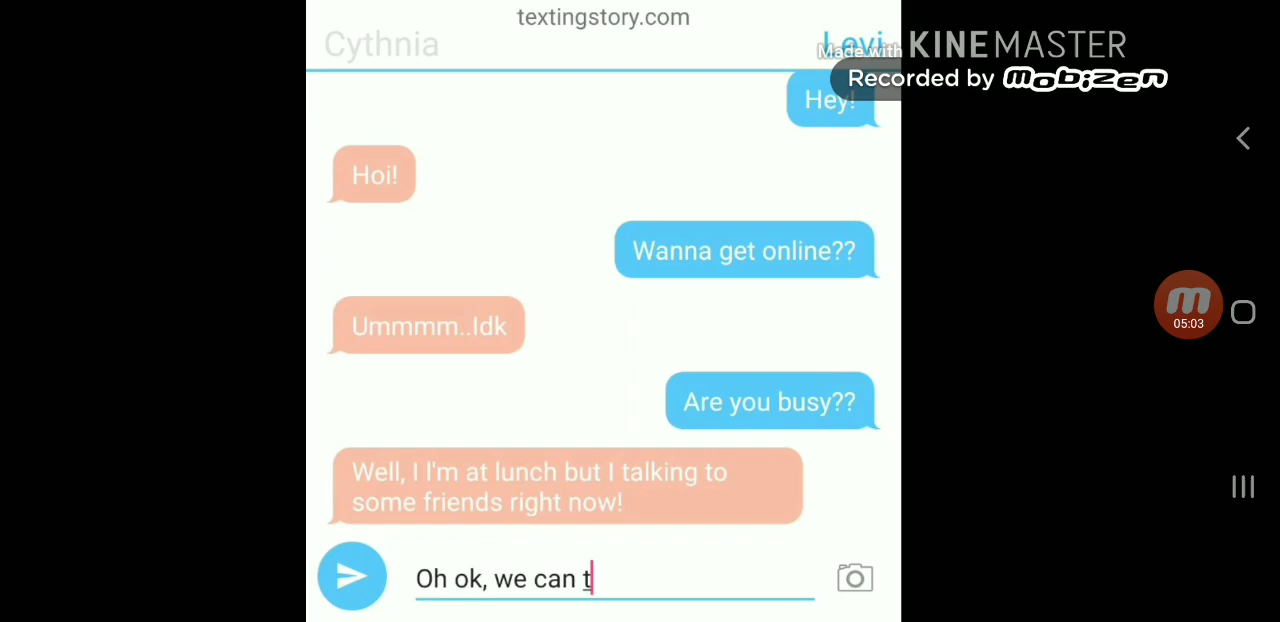 textingstory.com
Cythnia
Levi
Made with KINEMASTER
Recorded by mobizen
Hey!
Hoi!
Wanna get online??
Ummmm..Idk
Are you busy??
Well, I I'm at lunch but I talking to
some friends right now!
05:03
Oh ok, we can t